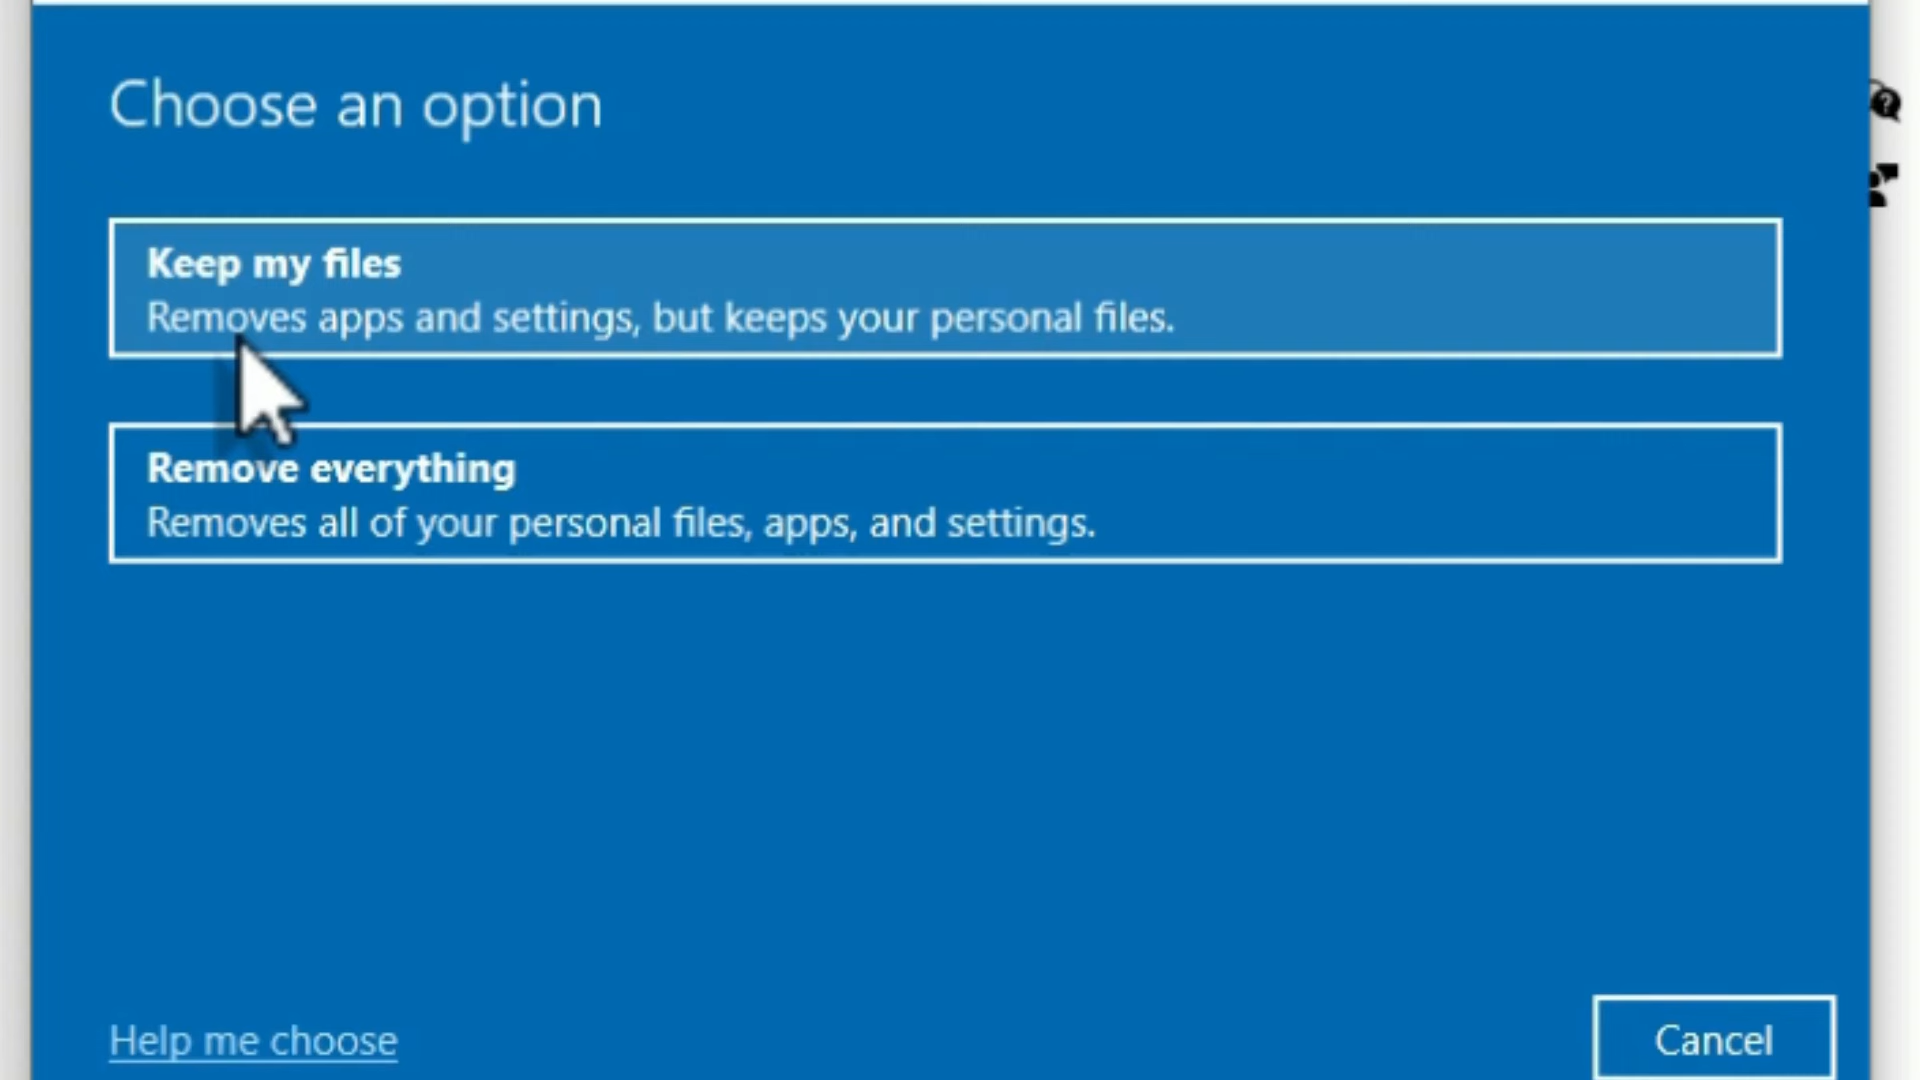 Choose an option
Keep my files
Removes apps and settings, but keeps your personal files.
Remove everything
Removes all of your personal files, apps, and settings.
Help me choose
Cancel